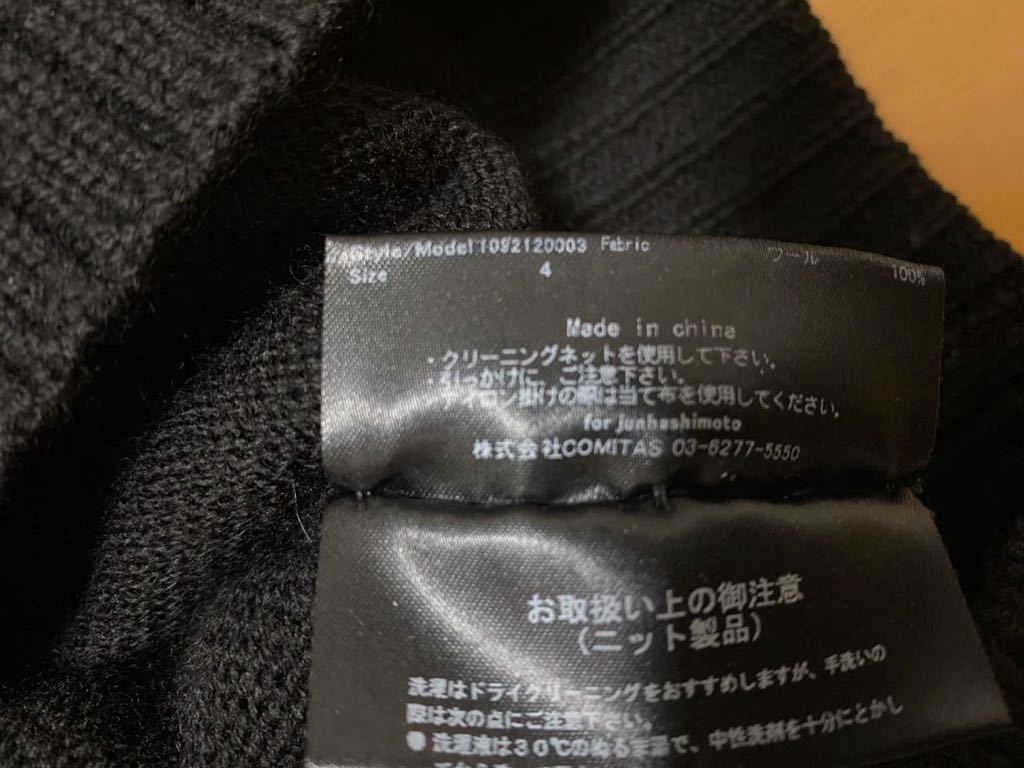 Style/Model 1092120003 Fabric ウール 100%
Size 4
Made in china
・クリーニングネットを使用して下さい。
・引っかけに、ご注意下さい。
・アイロン掛けの際は当て布を使用してください。
for junhashimoto
株式会社COMITAS 03-6277-5550
お取扱い上の御注意
(ニット製品)
洗濯はドライクリーニングをおすすめしますが、手洗いの
際は次の点にご注意下さい。
● 洗濯液は30℃のぬるま湯で、中性洗剤を十分にとかし